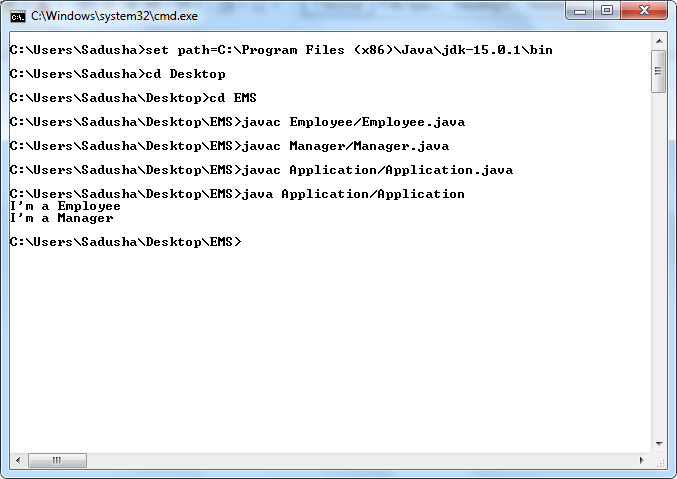 C:\Windows\system32\cmd.exe
C:\Users\Sadusha>set path=C:\Program Files (x86)\Java\jdk-15.0.1\bin
C:\Users\Sadusha>cd Desktop
C:\Users\Sadusha\Desktop>cd EMS
C:\Users\Sadusha\Desktop\EMS>javac Employee/Employee.java
C:\Users\Sadusha\Desktop\EMS>javac Manager/Manager.java
C:\Users\Sadusha\Desktop\EMS>javac Application/Application.java
C:\Users\Sadusha\Desktop\EMS>java Application/Application
I'm a Employee
I'm a Manager
C:\Users\Sadusha\Desktop\EMS>